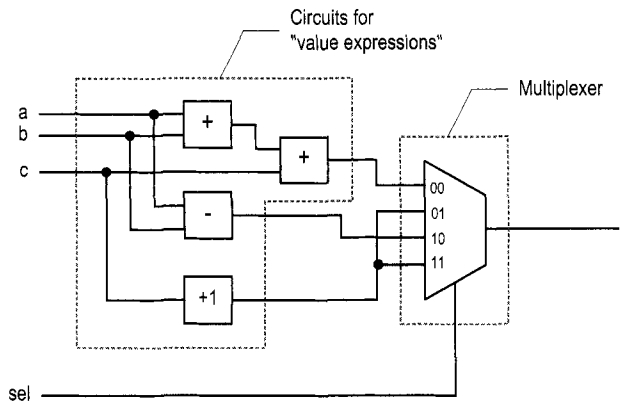 Circuits for
"value expressions"
Multiplexer
a
b
c
+
+
-
+1
00
01
10
11
sel